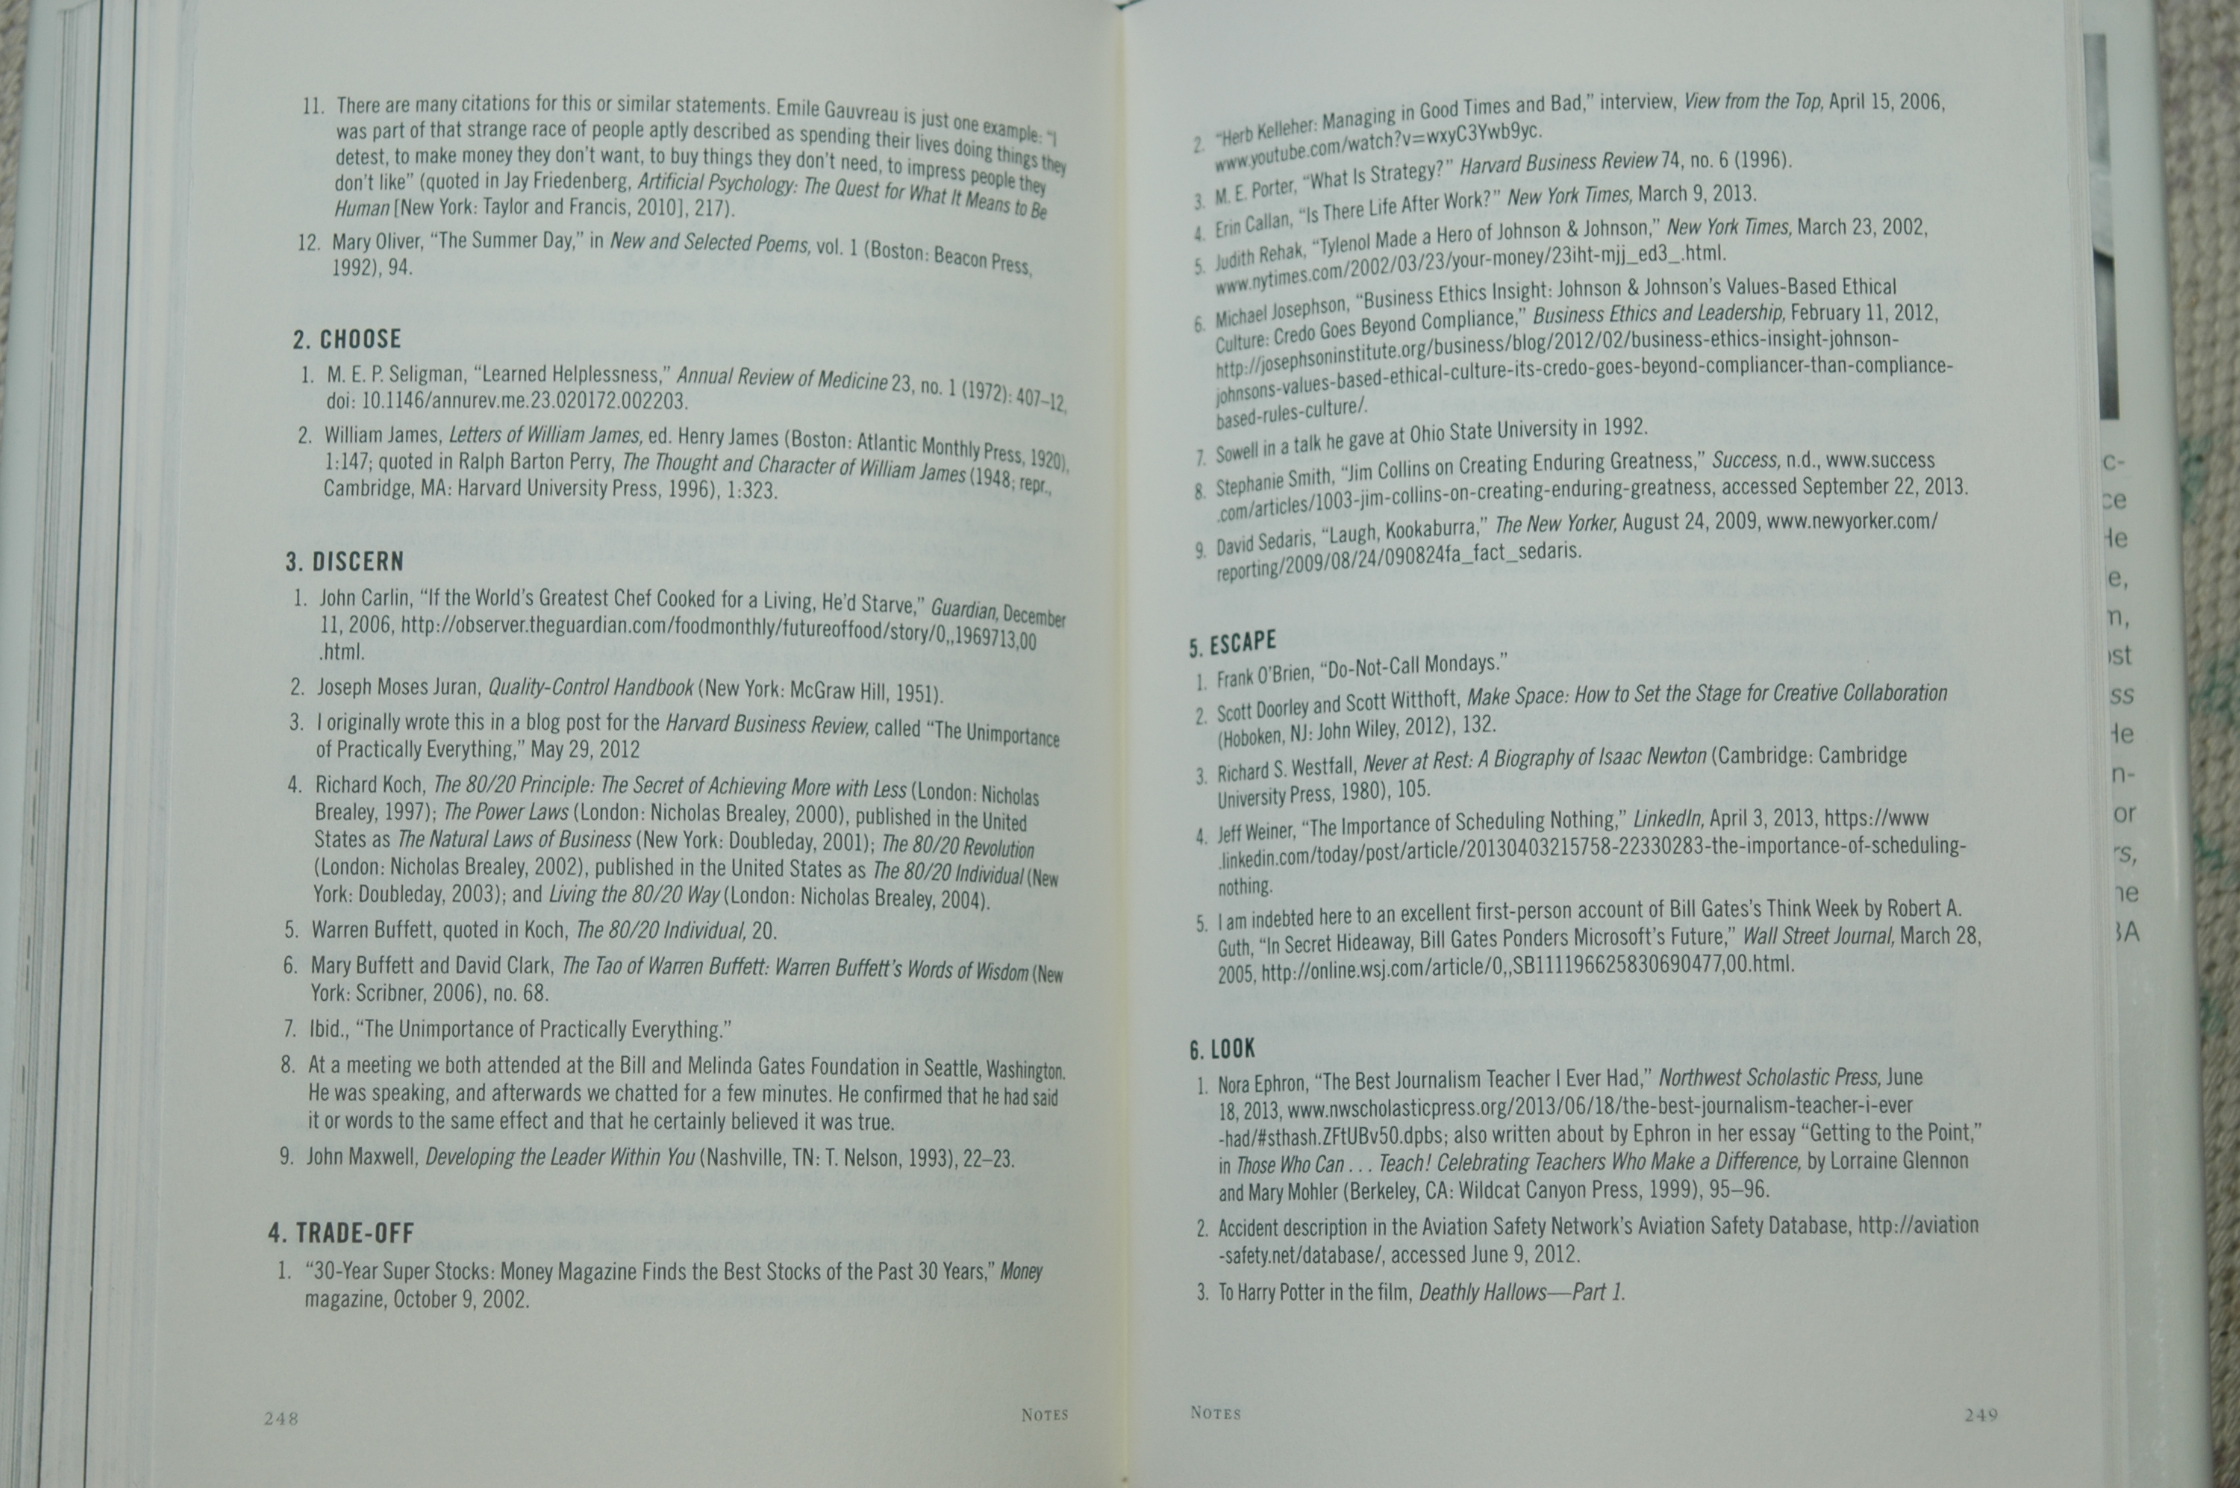 11. There are many citations for this or similar statements. Emile Gauvreau is just one example: “I
was part of that strange race of people aptly described as spending their lives doing things they
detest, to make money they don’t want, to buy things they don’t need, to impress people they
don’t like” (quoted in Jay Friedenberg, Artificial Psychology: The Quest for What It Means to Be
Human [New York: Taylor and Francis, 2010], 217).
12. Mary Oliver, “The Summer Day,” in New and Selected Poems, vol. 1 (Boston: Beacon Press,
1992), 94.
2. CHOOSE
1. M. E. P. Seligman, “Learned Helplessness,” Annual Review of Medicine 23, no. 1 (1972): 407–12,
doi: 10.1146/annurev.me.23.020172.002203.
2. William James, Letters of William James, ed. Henry James (Boston: Atlantic Monthly Press, 1920),
1:147; quoted in Ralph Barton Perry, The Thought and Character of William James (1948; repr.,
Cambridge, MA: Harvard University Press, 1996), 1:323.
3. DISCERN
1. John Carlin, “If the World’s Greatest Chef Cooked for a Living, He’d Starve,” Guardian, December
11, 2006, http://observer.theguardian.com/foodmonthly/futureoffood/story/0,,1969713,00
.html.
2. Joseph Moses Juran, Quality-Control Handbook (New York: McGraw Hill, 1951).
3. I originally wrote this in a blog post for the Harvard Business Review, called “The Unimportance
of Practically Everything,” May 29, 2012
4. Richard Koch, The 80/20 Principle: The Secret of Achieving More with Less (London: Nicholas
Brealey, 1997); The Power Laws (London: Nicholas Brealey, 2000), published in the United
States as The Natural Laws of Business (New York: Doubleday, 2001); The 80/20 Revolution
(London: Nicholas Brealey, 2002), published in the United States as The 80/20 Individual (New
York: Doubleday, 2003); and Living the 80/20 Way (London: Nicholas Brealey, 2004).
5. Warren Buffett, quoted in Koch, The 80/20 Individual, 20.
6. Mary Buffett and David Clark, The Tao of Warren Buffett: Warren Buffett’s Words of Wisdom (New
York: Scribner, 2006), no. 68.
7. Ibid., “The Unimportance of Practically Everything.”
8. At a meeting we both attended at the Bill and Melinda Gates Foundation in Seattle, Washington.
He was speaking, and afterwards we chatted for a few minutes. He confirmed that he had said
it or words to the same effect and that he certainly believed it was true.
9. John Maxwell, Developing the Leader Within You (Nashville, TN: T. Nelson, 1993), 22–23.
4. TRADE-OFF
1. “30-Year Super Stocks: Money Magazine Finds the Best Stocks of the Past 30 Years,” Money
magazine, October 9, 2002.
248 NOTES
2. “Herb Kelleher: Managing in Good Times and Bad,” interview, View from the Top, April 15, 2006,
www.youtube.com/watch?v=wxyC3Ywb9yc.
3. M. E. Porter, “What Is Strategy?” Harvard Business Review 74, no. 6 (1996).
4. Erin Callan, “Is There Life After Work?” New York Times, March 9, 2013.
5. Judith Rehak, “Tylenol Made a Hero of Johnson & Johnson,” New York Times, March 23, 2002,
www.nytimes.com/2002/03/23/your-money/23iht-mjj_ed3_.html.
6. Michael Josephson, “Business Ethics Insight: Johnson & Johnson’s Values-Based Ethical
Culture: Credo Goes Beyond Compliance,” Business Ethics and Leadership, February 11, 2012,
http://josephsoninstitute.org/business/blog/2012/02/business-ethics-insight-johnson-
johnsons-values-based-ethical-culture-its-credo-goes-beyond-compliancer-than-compliance-
based-rules-culture/.
7. Sowell in a talk he gave at Ohio State University in 1992.
8. Stephanie Smith, “Jim Collins on Creating Enduring Greatness,” Success, n.d., www.success
.com/articles/1003-jim-collins-on-creating-enduring-greatness, accessed September 22, 2013.
9. David Sedaris, “Laugh, Kookaburra,” The New Yorker, August 24, 2009, www.newyorker.com/
reporting/2009/08/24/090824fa_fact_sedaris.
5. ESCAPE
1. Frank O’Brien, “Do-Not-Call Mondays.”
2. Scott Doorley and Scott Witthoft, Make Space: How to Set the Stage for Creative Collaboration
(Hoboken, NJ: John Wiley, 2012), 132.
3. Richard S. Westfall, Never at Rest: A Biography of Isaac Newton (Cambridge: Cambridge
University Press, 1980), 105.
4. Jeff Weiner, “The Importance of Scheduling Nothing,” LinkedIn, April 3, 2013, https://www
.linkedin.com/today/post/article/20130403215758-22330283-the-importance-of-scheduling-
nothing.
5. I am indebted here to an excellent first-person account of Bill Gates’s Think Week by Robert A.
Guth, “In Secret Hideaway, Bill Gates Ponders Microsoft’s Future,” Wall Street Journal, March 28,
2005, http://online.wsj.com/article/0,,SB111196625830690477,00.html.
6. LOOK
1. Nora Ephron, “The Best Journalism Teacher I Ever Had,” Northwest Scholastic Press, June
18, 2013, www.nwscholasticpress.org/2013/06/18/the-best-journalism-teacher-i-ever
-had/#sthash.ZFtUBv50.dpbs; also written about by Ephron in her essay “Getting to the Point,”
in Those Who Can . . . Teach! Celebrating Teachers Who Make a Difference, by Lorraine Glennon
and Mary Mohler (Berkeley, CA: Wildcat Canyon Press, 1999), 95–96.
2. Accident description in the Aviation Safety Network’s Aviation Safety Database, http://aviation
-safety.net/database/, accessed June 9, 2012.
3. To Harry Potter in the film, Deathly Hallows—Part 1.
NOTES 249